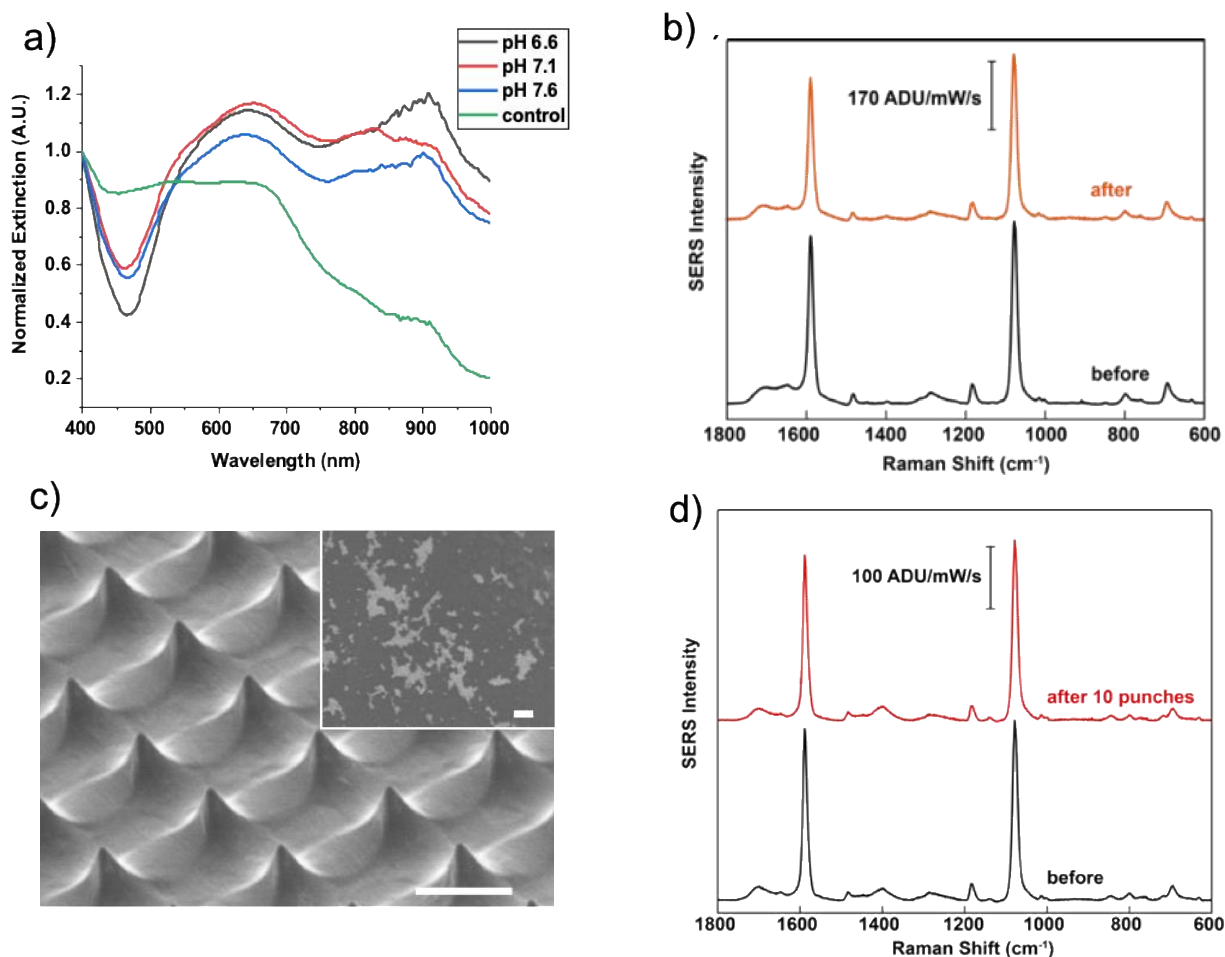 a)
pH 6.6
pH 7.1
pH 7.6
control
Normalized Extinction (A.U.)
1.2
1.0
0.8
0.6
0.4
0.2
400 500 600 700 800 900 1000
Wavelength (nm)
b)
170 ADU/mW/s
after
before
SERS Intensity
1800 1600 1400 1200 1000 800 600
Raman Shift (cm⁻¹)
c)
d)
100 ADU/mW/s
after 10 punches
before
SERS Intensity
1800 1600 1400 1200 1000 800 600
Raman Shift (cm⁻¹)